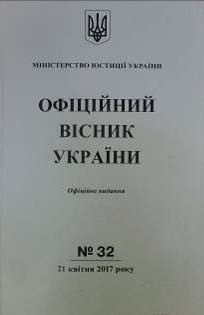 МІНІСТЕРСТВО ЮСТИЦІЇ УКРАЇНИ
ОФІЦІЙНИЙ
ВІСНИК
УКРАЇНИ
Офіційне видання
№ 32
21 квітня 2017 року